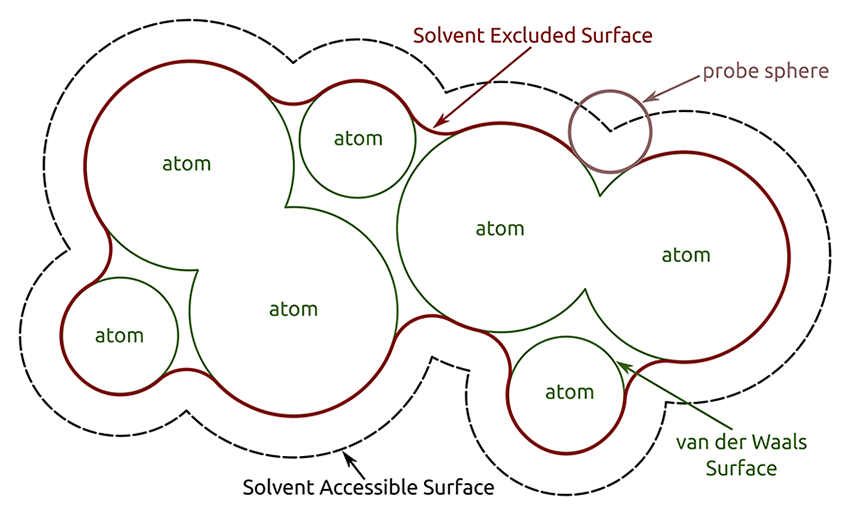 Solvent Excluded Surface
probe sphere
atom
atom
atom
atom
atom
atom
atom
van der Waals
Surface
Solvent Accessible Surface